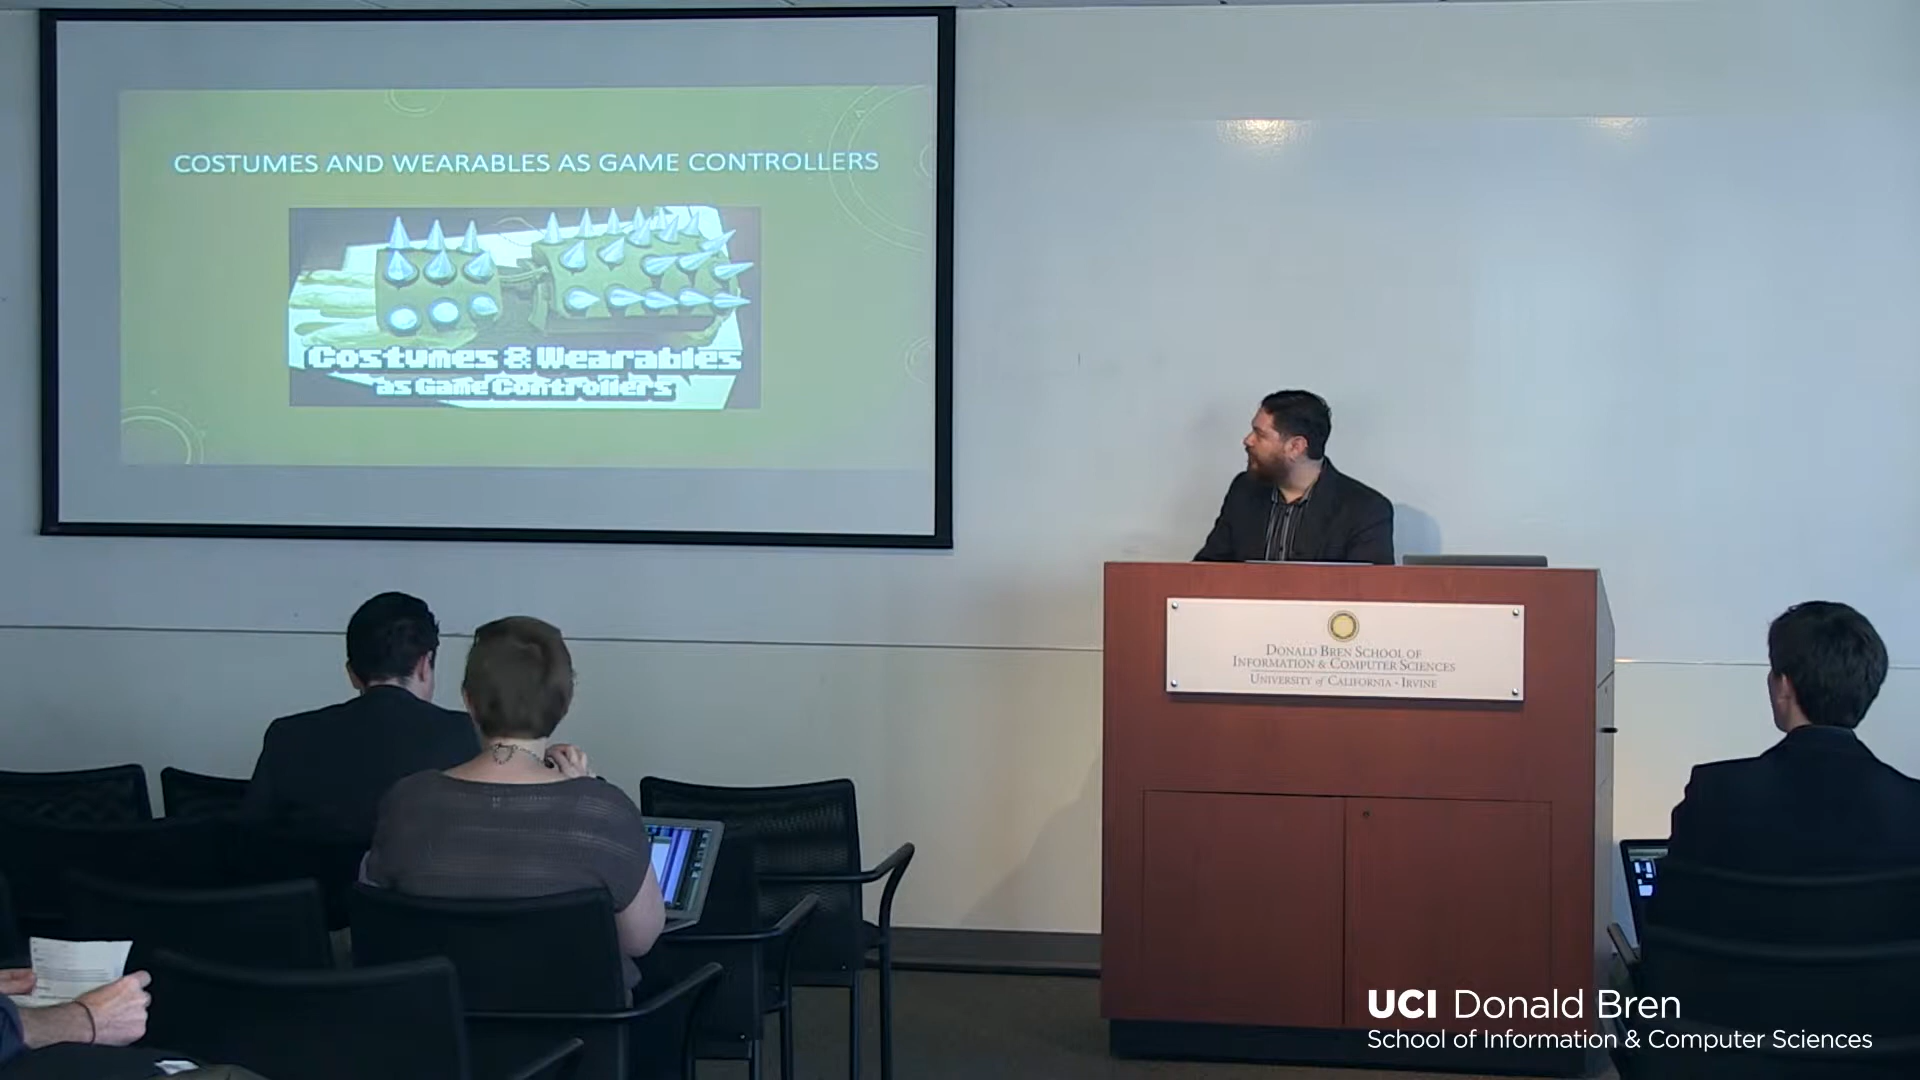 COSTUMES AND WEARABLES AS GAME CONTROLLERS
Costumes & Wearables
as Game Controllers
DONALD BREN SCHOOL OF
INFORMATION & COMPUTER SCIENCES
UNIVERSITY of CALIFORNIA · IRVINE
UCI Donald Bren
School of Information & Computer Sciences